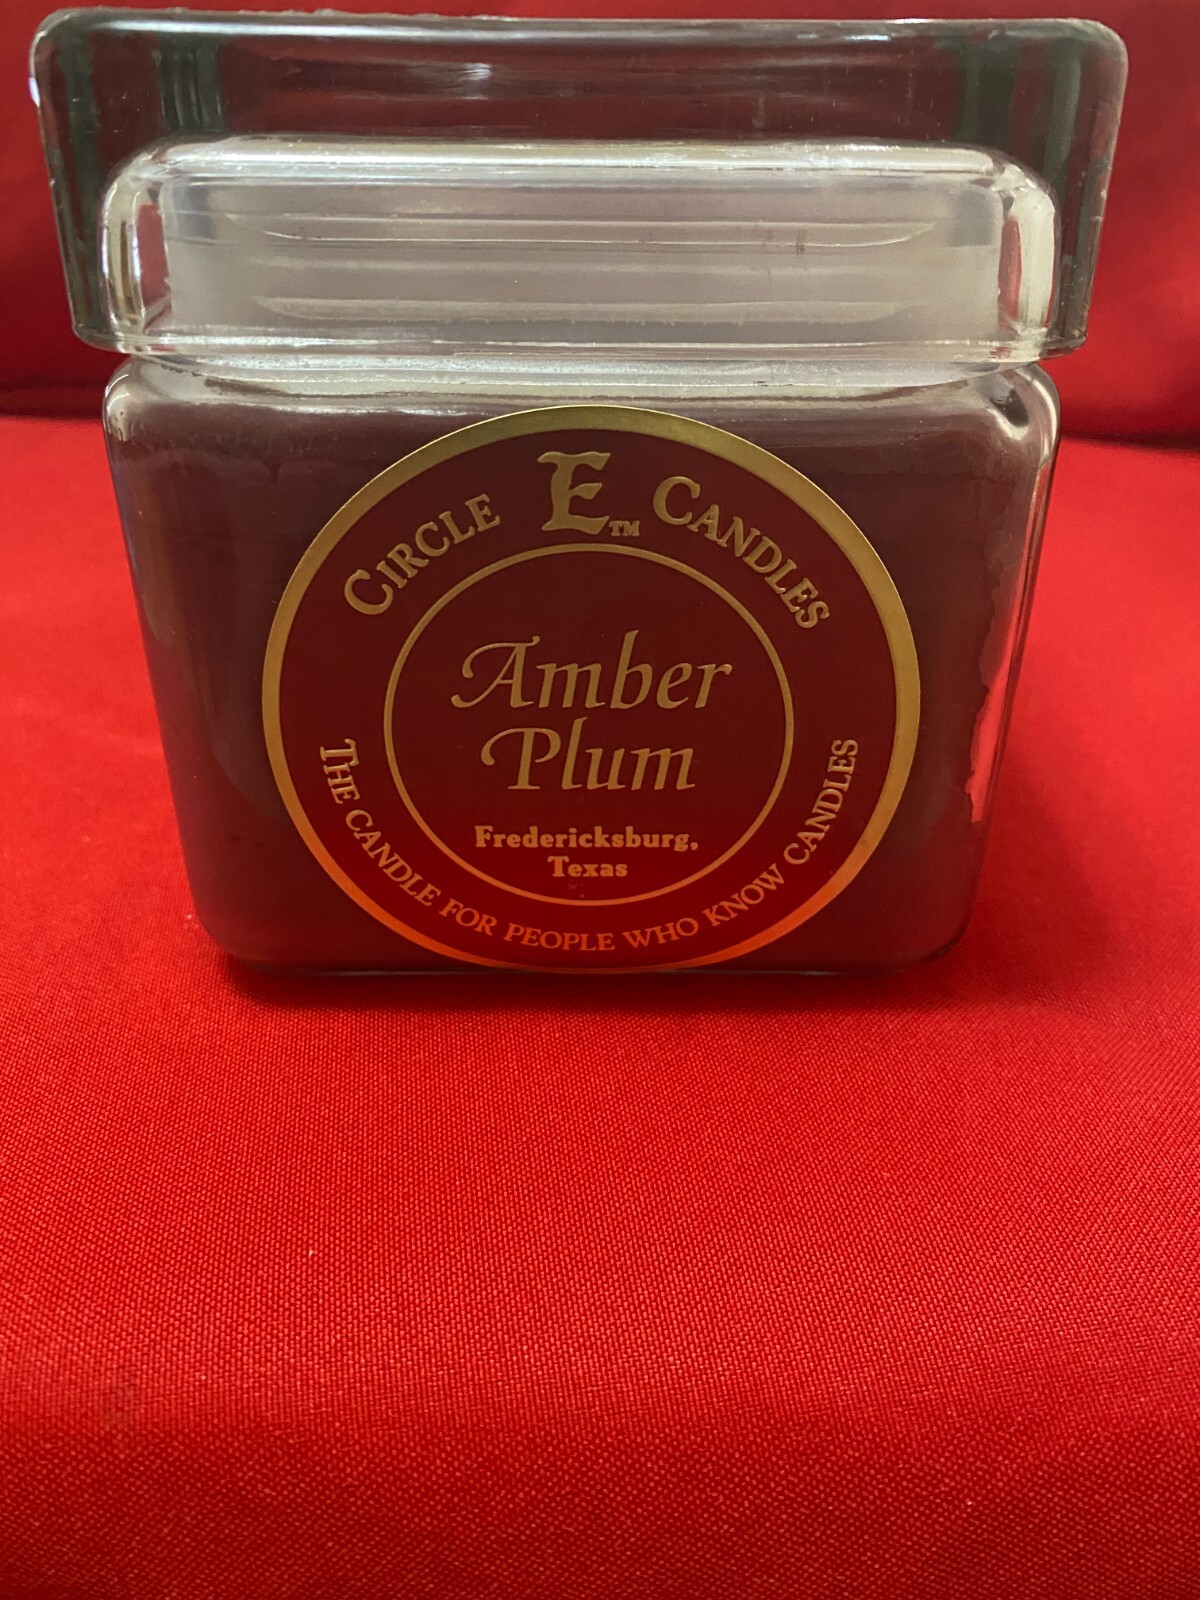 CIRCLE E™ CANDLES
Amber
Plum
Fredericksburg,
Texas
THE CANDLE FOR PEOPLE WHO KNOW CANDLES